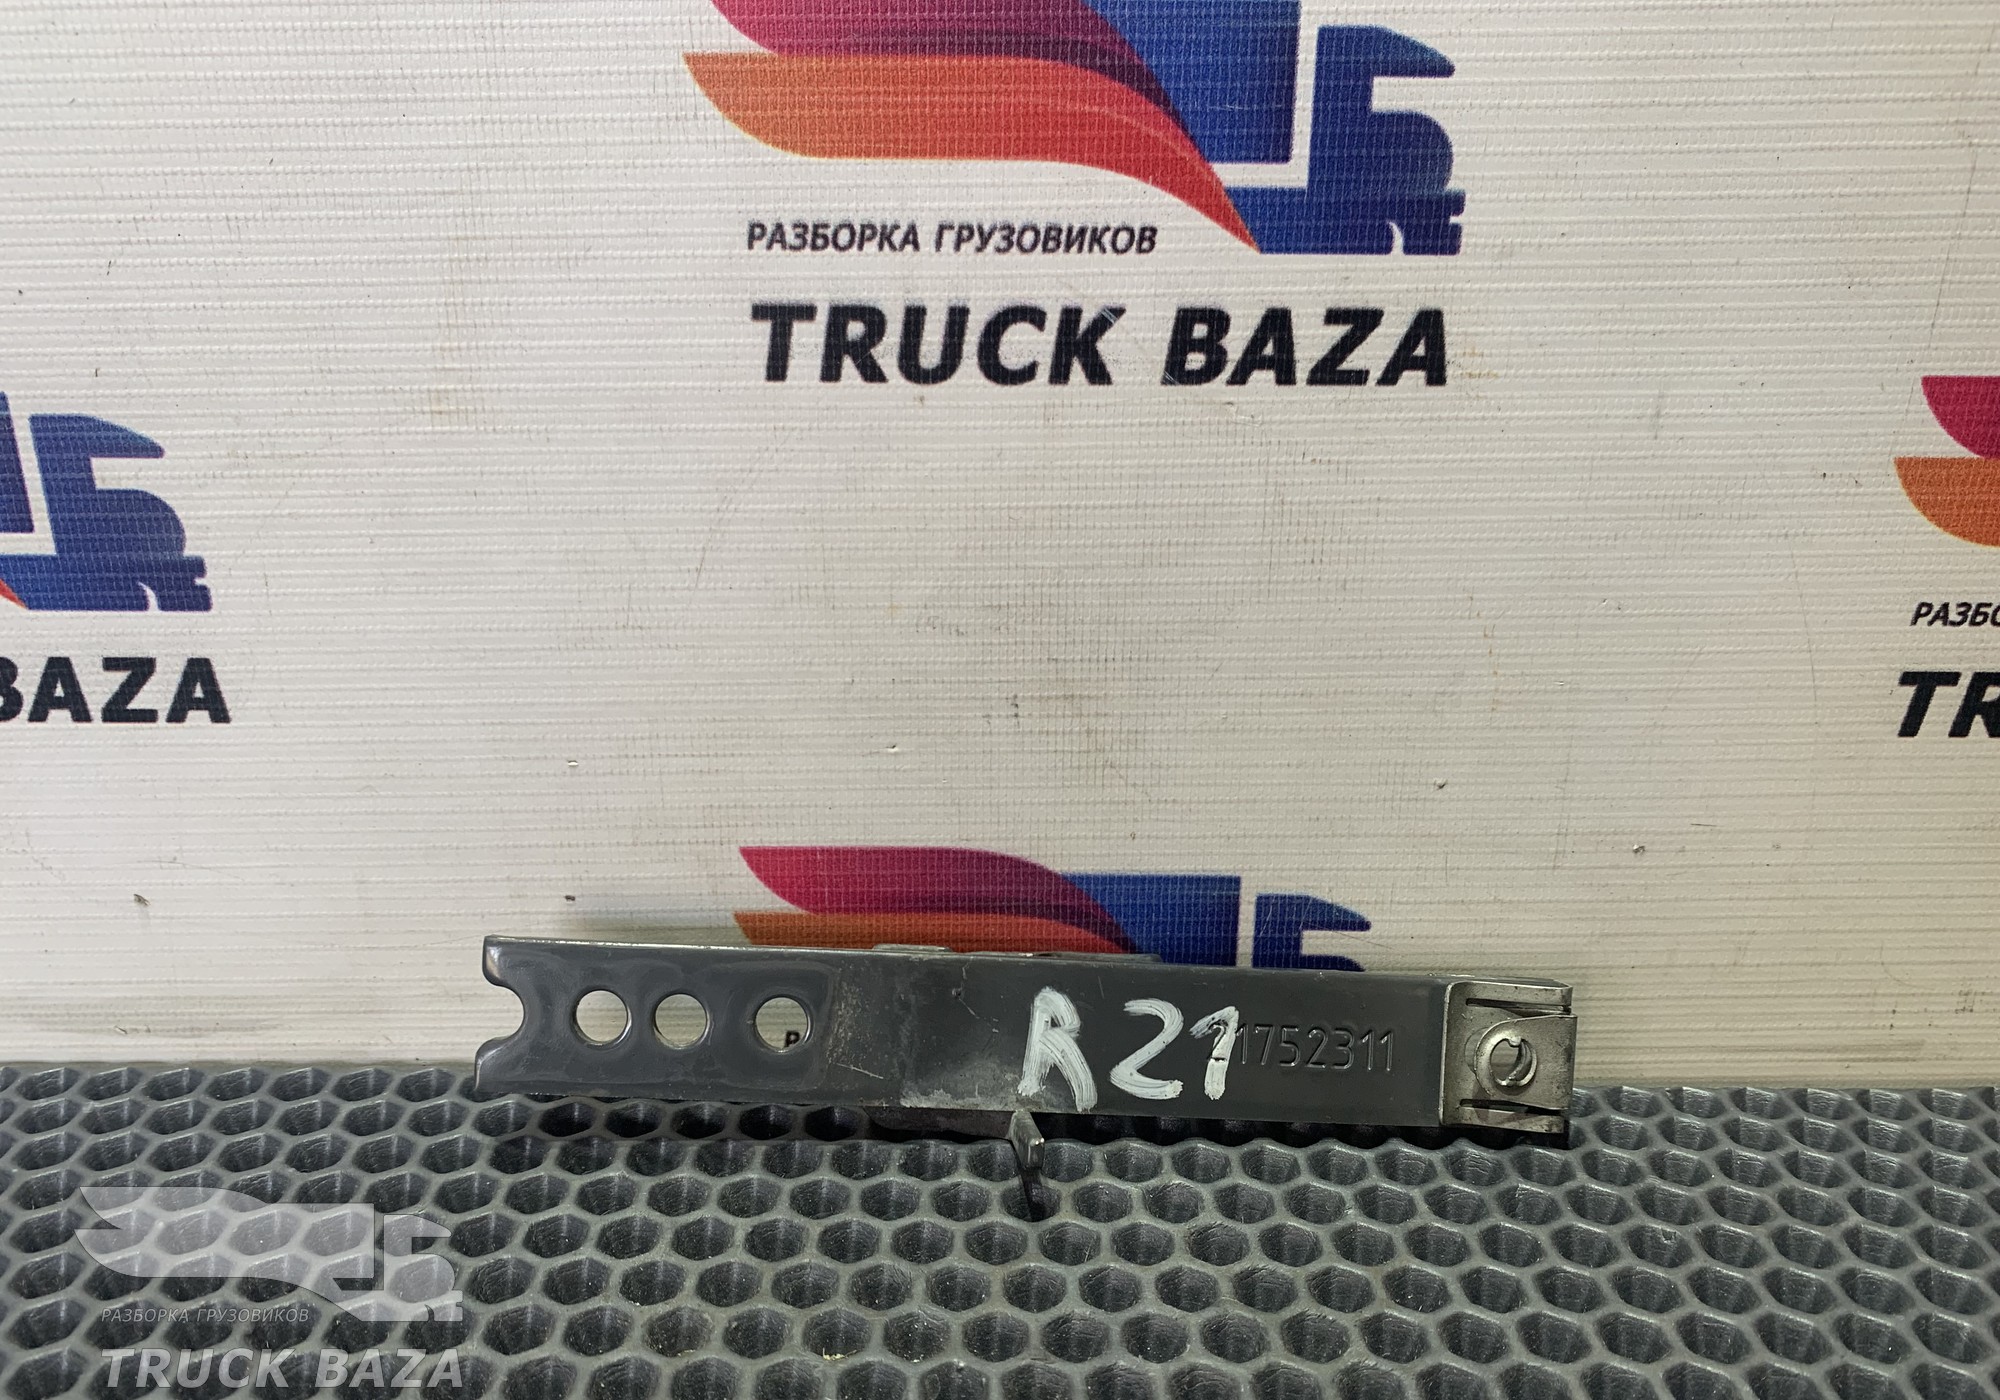 РАЗБОРКА ГРУЗОВИКОВ
TRUCK BAZA
BAZA
РАЗБО
TR
R21
21752311
РАЗБОРКА ГРУЗОВИКОВ
TRUCK BAZA